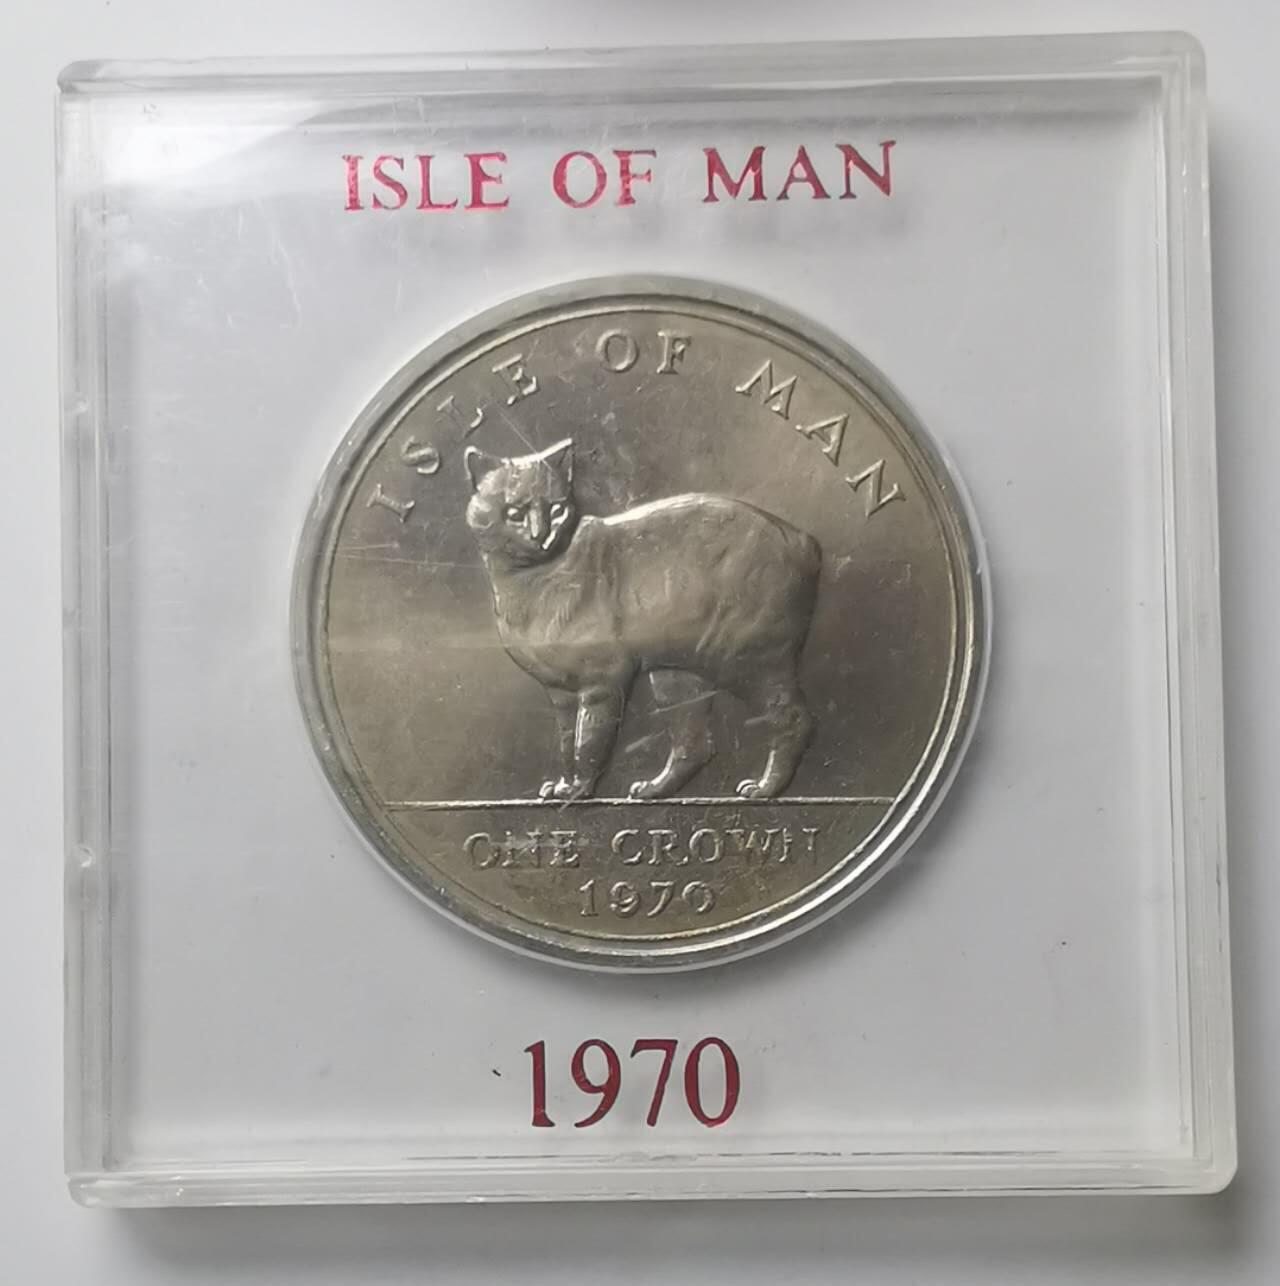 ISLE OF MAN
ISLE OF MAN
ONE CROWN
1970
1970